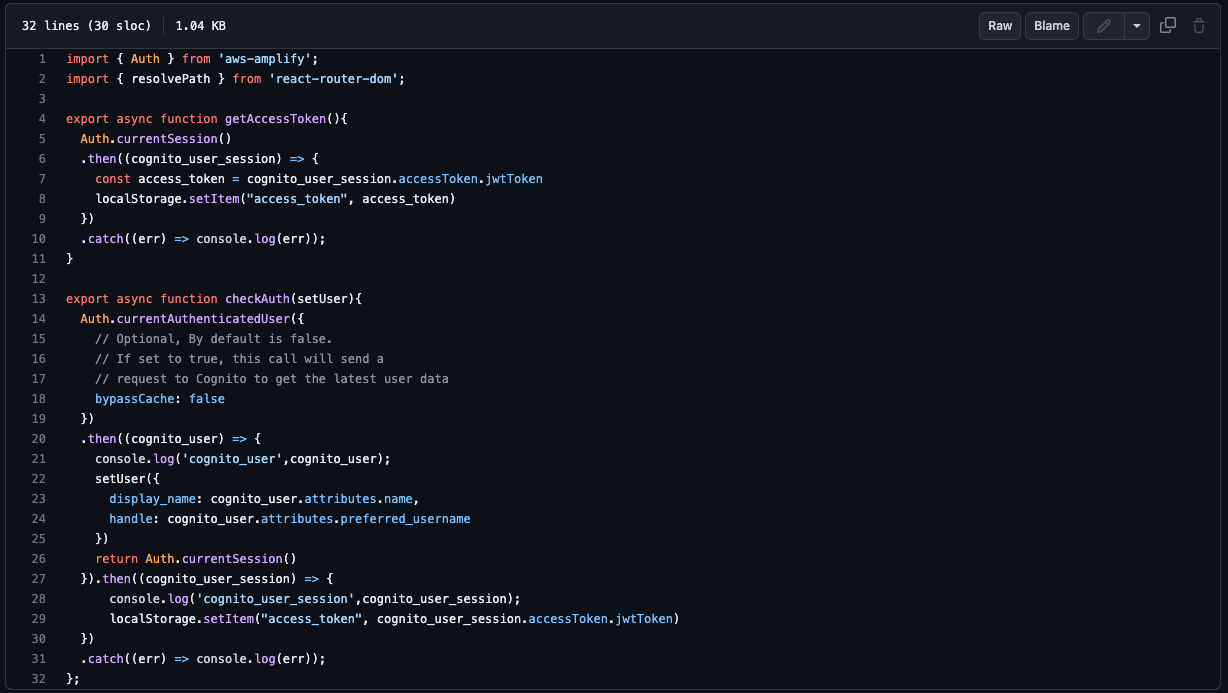 32 lines (30 sloc) 1.04 KB Raw Blame
1 import { Auth } from 'aws-amplify';
2 import { resolvePath } from 'react-router-dom';
3
4 export async function getAccessToken(){
5   Auth.currentSession()
6   .then((cognito_user_session) => {
7     const access_token = cognito_user_session.accessToken.jwtToken
8     localStorage.setItem("access_token", access_token)
9   })
10   .catch((err) => console.log(err));
11 }
12
13 export async function checkAuth(setUser){
14   Auth.currentAuthenticatedUser({
15     // Optional, By default is false.
16     // If set to true, this call will send a
17     // request to Cognito to get the latest user data
18     bypassCache: false
19   })
20   .then((cognito_user) => {
21     console.log('cognito_user',cognito_user);
22     setUser({
23       display_name: cognito_user.attributes.name,
24       handle: cognito_user.attributes.preferred_username
25     })
26     return Auth.currentSession()
27   }).then((cognito_user_session) => {
28       console.log('cognito_user_session',cognito_user_session);
29       localStorage.setItem("access_token", cognito_user_session.accessToken.jwtToken)
30   })
31   .catch((err) => console.log(err));
32 };